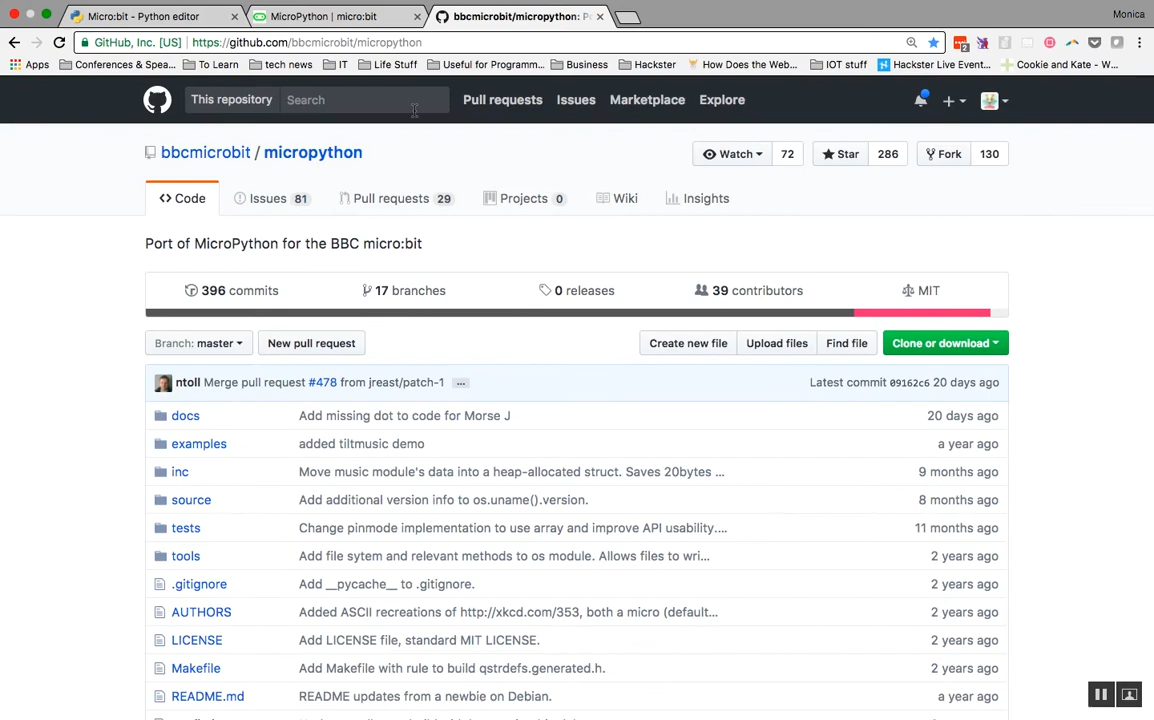 Micro:bit - Python editor
MicroPython | micro:bit
bbcmicrobit/micropython: P
Monica
GitHub, Inc. [US] https://github.com/bbcmicrobit/micropython
2
Apps Conferences & Spea... To Learn tech news IT Life Stuff Useful for Programm... Business Hackster How Does the Web... IOT stuff Hackster Live Event... Cookie and Kate - W...
This repository Search Pull requests Issues Marketplace Explore
bbcmicrobit / micropython
Watch 72 Star 286 Fork 130
Code Issues 81 Pull requests 29 Projects 0 Wiki Insights
Port of MicroPython for the BBC micro:bit
396 commits 17 branches 0 releases 39 contributors MIT
Branch: master New pull request Create new file Upload files Find file Clone or download
ntoll Merge pull request #478 from jreast/patch-1 ... Latest commit 09162c6 20 days ago
docs Add missing dot to code for Morse J 20 days ago
examples added tiltmusic demo a year ago
inc Move music module's data into a heap-allocated struct. Saves 20bytes ... 9 months ago
source Add additional version info to os.uname().version. 8 months ago
tests Change pinmode implementation to use array and improve API usability.... 11 months ago
tools Add file sytem and relevant methods to os module. Allows files to wri... 2 years ago
.gitignore Add __pycache__ to .gitignore. 2 years ago
AUTHORS Added ASCII recreations of http://xkcd.com/353, both a micro (default... 2 years ago
LICENSE Add LICENSE file, standard MIT LICENSE. 2 years ago
Makefile Add Makefile with rule to build qstrdefs.generated.h. 2 years ago
README.md README updates from a newbie on Debian. a year ago